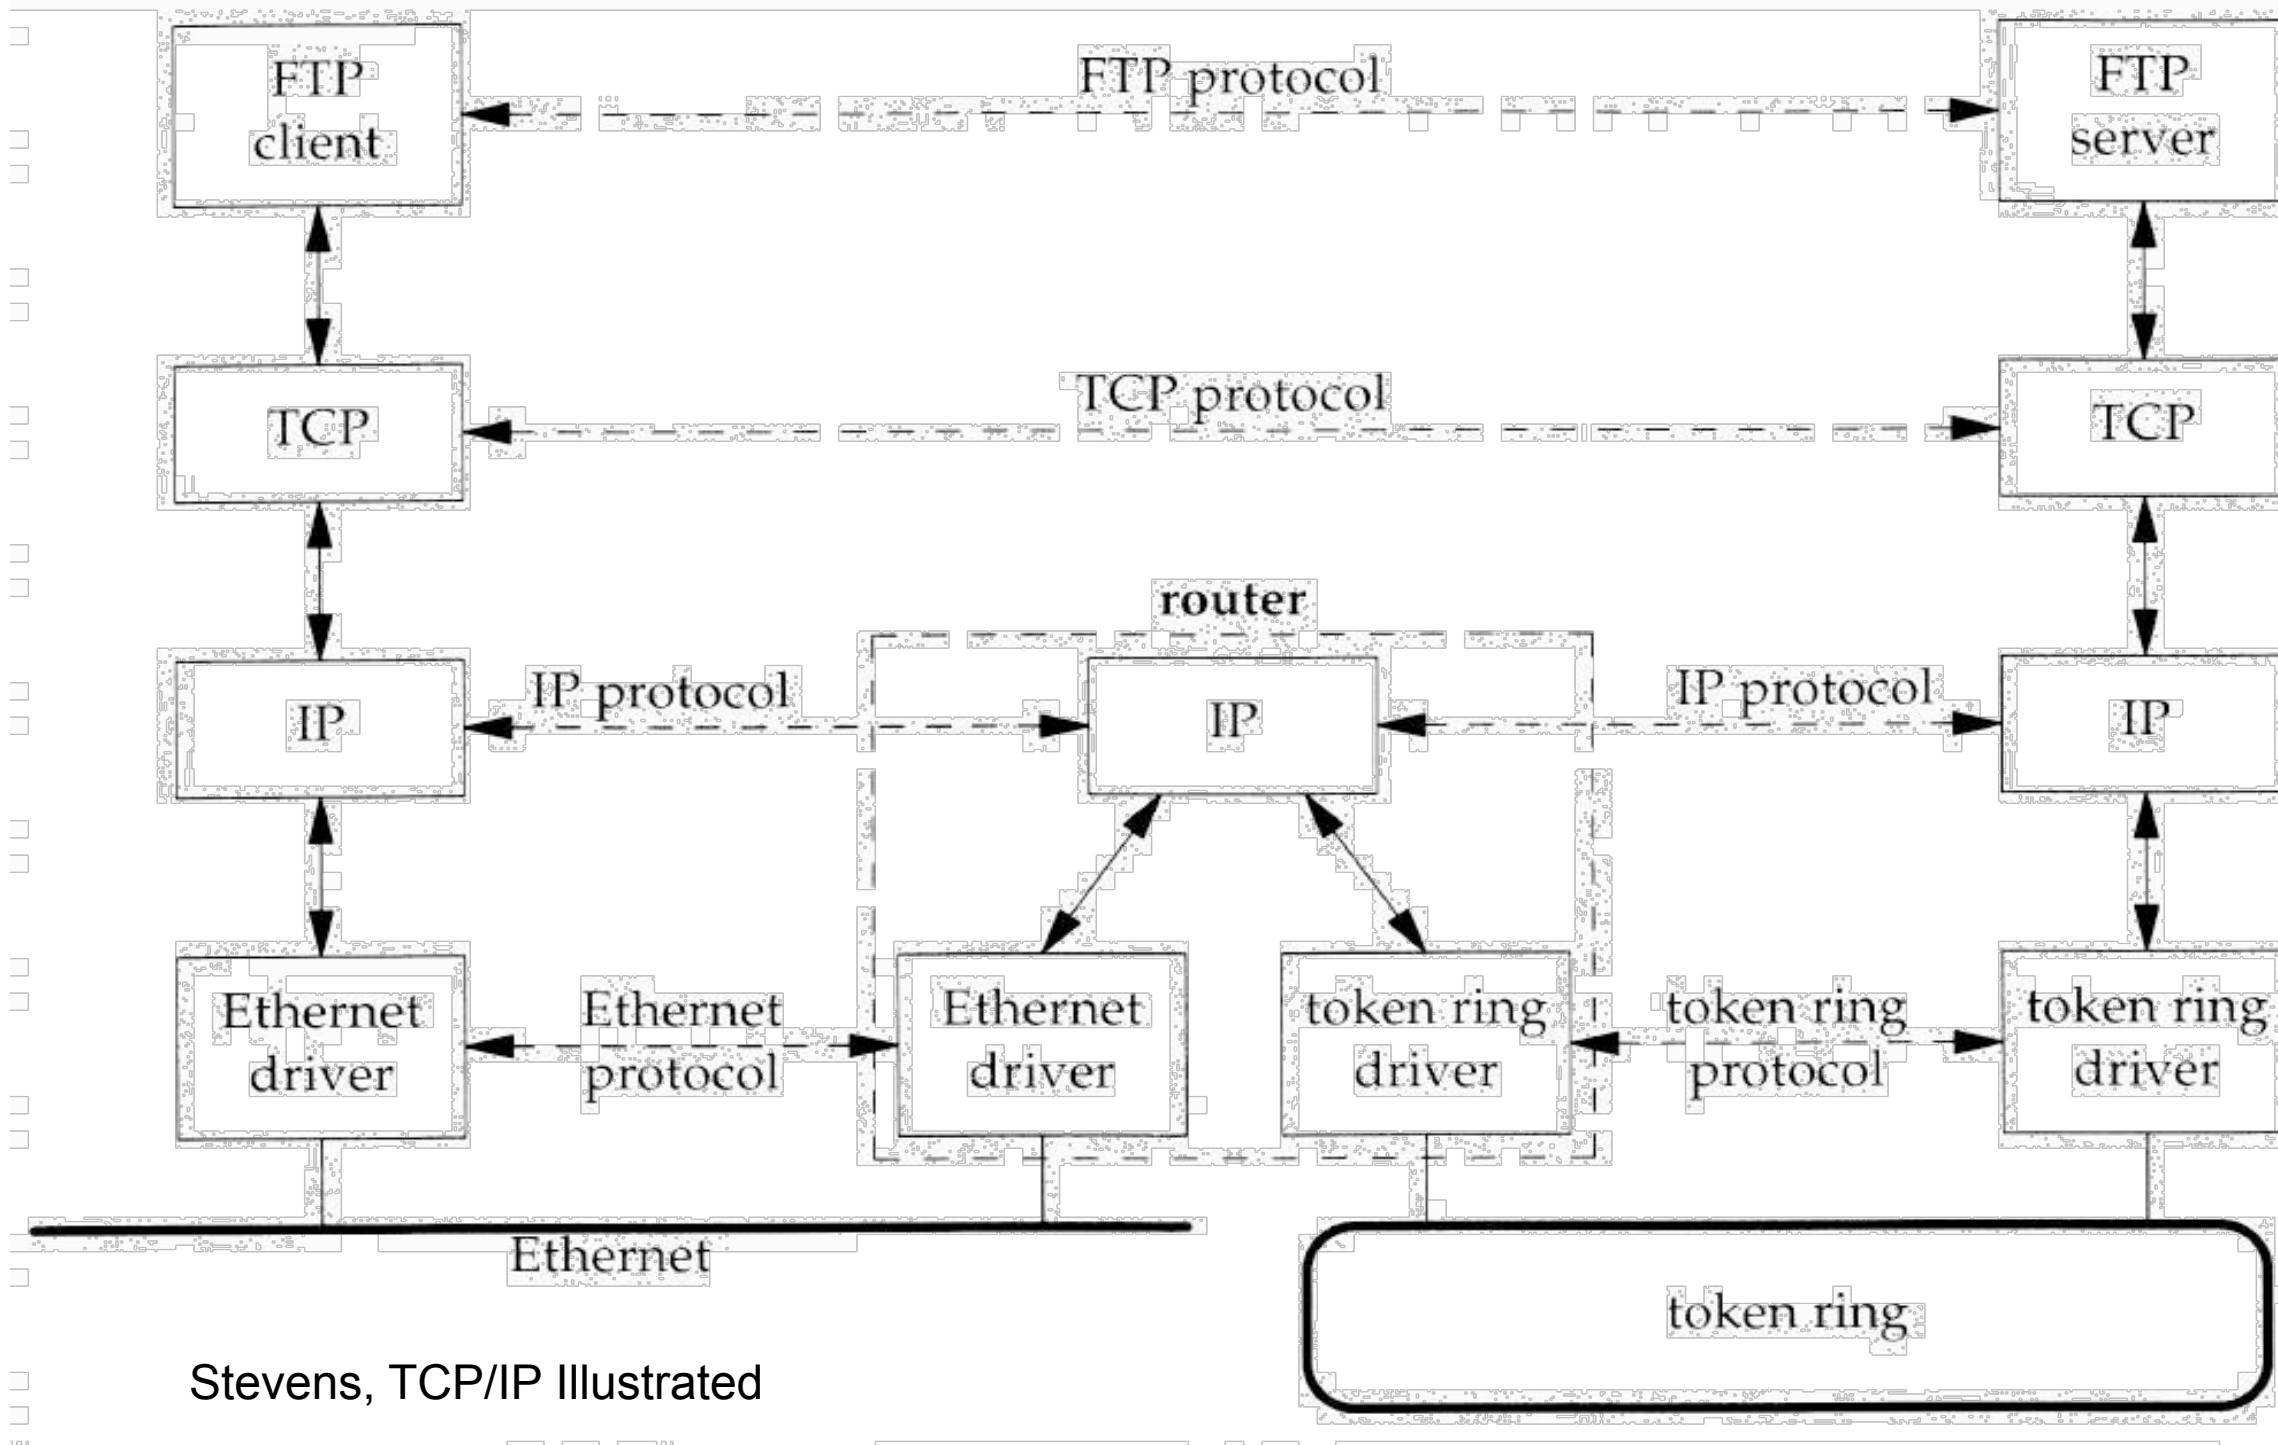 FTP
client
FTP protocol
FTP
server
TCP
TCP protocol
TCP
router
IP
IP protocol
IP
IP protocol
IP
Ethernet
driver
Ethernet
protocol
Ethernet
driver
token ring
driver
token ring
protocol
token ring
driver
Ethernet
token ring
Stevens, TCP/IP Illustrated